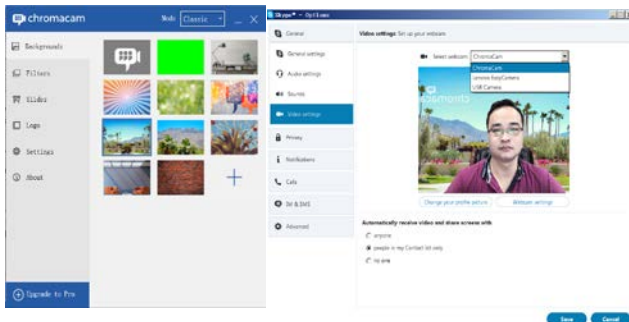 chromacam
Mode Classic
Backgrounds
Filters
Slides
Logo
Settings
About
Upgrade to Pro
Skype™ - Options
General
General settings
Audio settings
Sounds
Video settings
Privacy
Notifications
Calls
IM & SMS
Advanced
Video settings: Set up your webcam
Select webcam: ChromaCam
ChromaCam
Lenovo EasyCamera
USB Camera
Change your profile picture
Webcam settings
Automatically receive video and share screens with
anyone
people in my Contact list only
no one
Save
Cancel